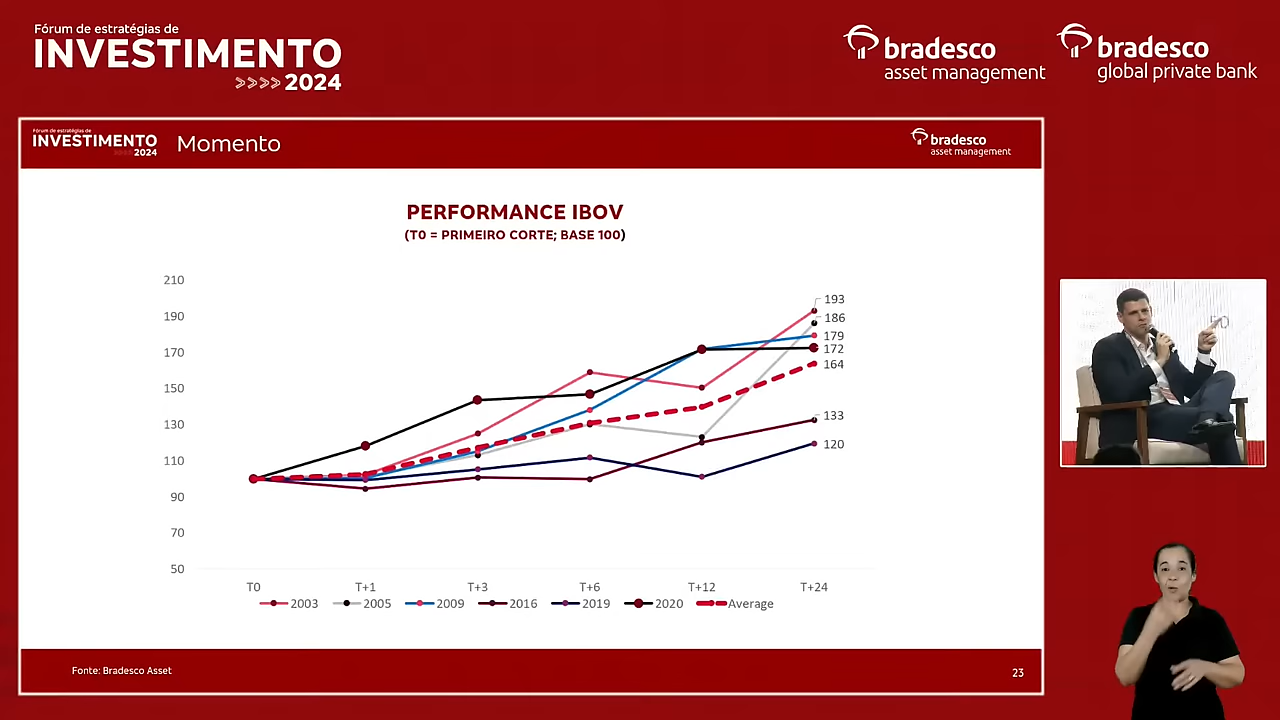 Fórum de estratégias de
INVESTIMENTO
>>>> 2024
bradesco
asset management
bradesco
global private bank
Fórum de estratégias de
INVESTIMENTO
>>>> 2024
Momento
bradesco
asset management
PERFORMANCE IBOV
(T0 = PRIMEIRO CORTE; BASE 100)
210
190
170
150
130
110
90
70
50
193
186
179
172
164
133
120
T0 T+1 T+3 T+6 T+12 T+24
2003 2005 2009 2016 2019 2020 Average
Fonte: Bradesco Asset
23